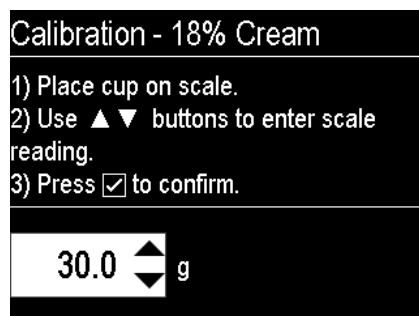 Calibration - 18% Cream
1) Place cup on scale.
2) Use ▲ ▼ buttons to enter scale
reading.
3) Press ☑ to confirm.
30.0 g